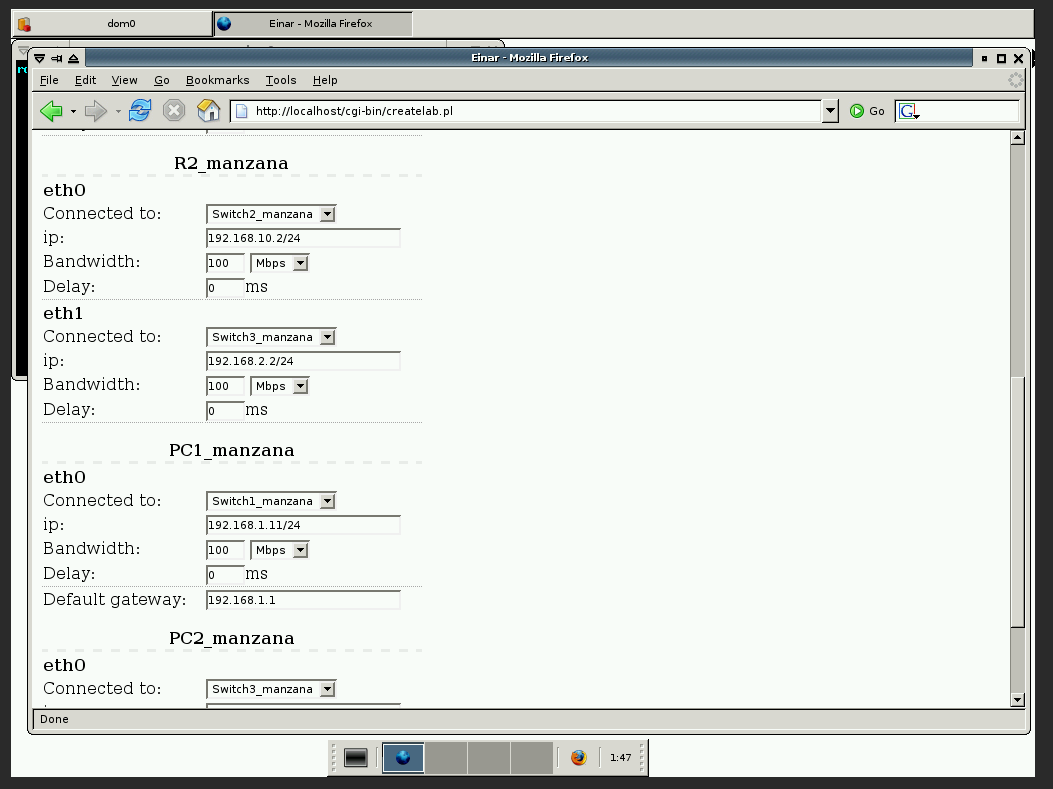 dom0 Einar - Mozilla Firefox
Einar - Mozilla Firefox
File Edit View Go Bookmarks Tools Help
http://localhost/cgi-bin/createlab.pl Go G
R2_manzana
eth0
Connected to: Switch2_manzana
ip: 192.168.10.2/24
Bandwidth: 100 Mbps
Delay: 0 ms
eth1
Connected to: Switch3_manzana
ip: 192.168.2.2/24
Bandwidth: 100 Mbps
Delay: 0 ms
PC1_manzana
eth0
Connected to: Switch1_manzana
ip: 192.168.1.11/24
Bandwidth: 100 Mbps
Delay: 0 ms
Default gateway: 192.168.1.1
PC2_manzana
eth0
Connected to: Switch3_manzana
Done
1:47